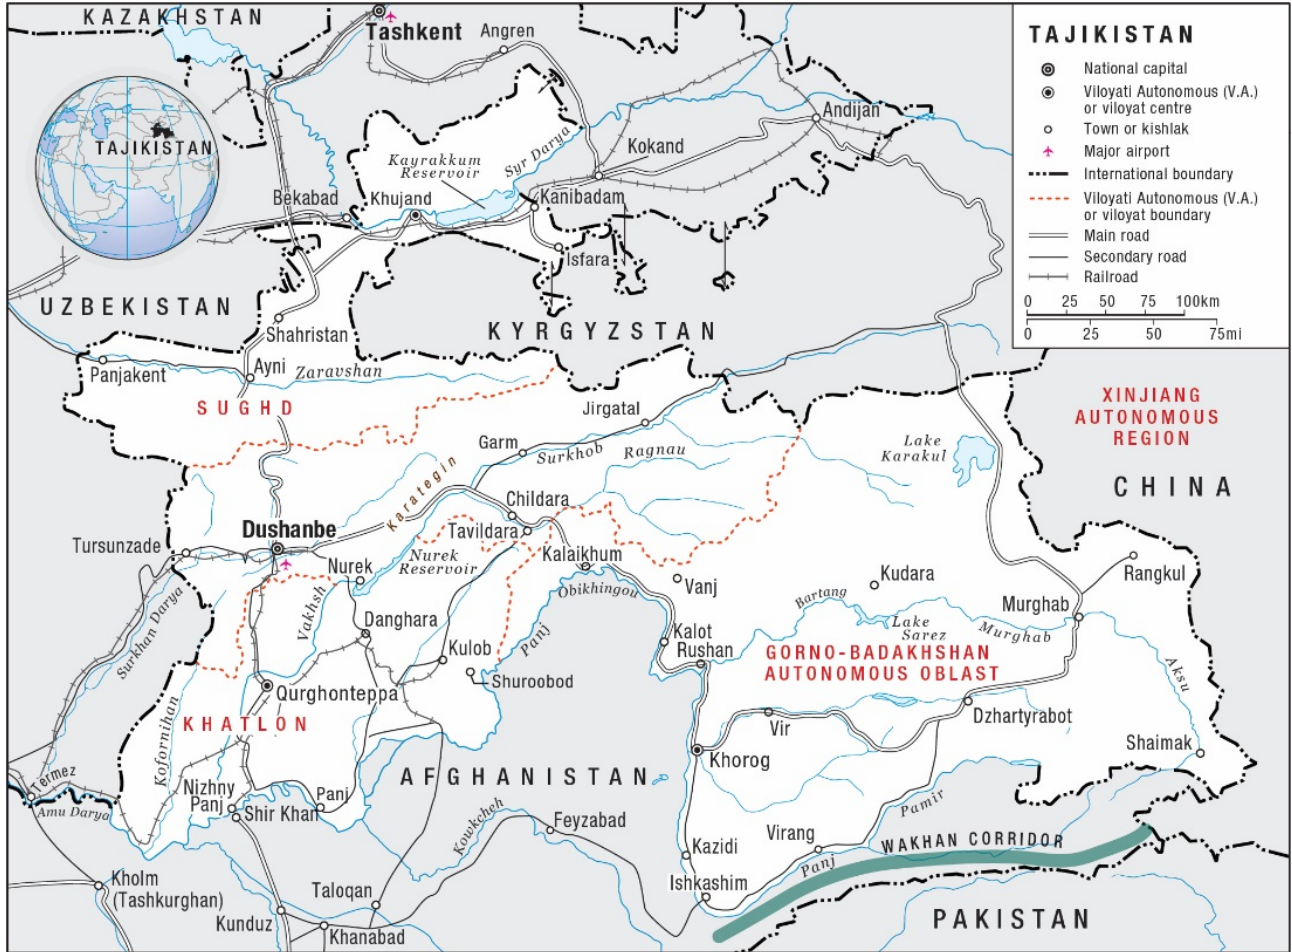 KAZAKHSTAN
Tashkent
Angren
TAJIKISTAN
National capital
Viloyati Autonomous (V.A.)
or viloyat centre
Town or kishlak
Major airport
International boundary
Viloyati Autonomous (V.A.)
or viloyat boundary
Main road
Secondary road
Railroad
0 25 50 75 100km
0 25 50 75mi
TAJIKISTAN
Andijan
Kayrakkum
Reservoir
Syr Darya
Kokand
Bekabad
Khujand
Kanibadam
Isfara
UZBEKISTAN
Shahristan
KYRGYZSTAN
Panjakent
Ayni
Zaravshan
SUGHD
Jirgatal
XINJIANG
AUTONOMOUS
REGION
Garm
Surkhob
Ragnau
Lake
Karakul
CHINA
Karategin
Childara
Dushanbe
Tavildara
Tursunzade
Nurek
Nurek
Reservoir
Kalaikhum
Obikhingou
Vanj
Kudara
Rangkul
Surkhan Darya
Vakhsh
Danghara
Panj
Bartang
Lake
Sarez
Murghab
Murghab
Kalot
Rushan
Kulob
Shuroobod
GORNO-BADAKHSHAN
AUTONOMOUS OBLAST
Aksu
Qurghonteppa
KHATLON
Kofornihan
Dzhartyrabot
Vir
Khorog
Shaimak
AFGHANISTAN
Termez
Amu Darya
Nizhny
Panj
Shir Khan
Panj
Kowkcheh
Feyzabad
Pamir
Virang
Kazidi
Panj
WAKHAN CORRIDOR
Ishkashim
Kholm
(Tashkurghan)
Taloqan
Kunduz
Khanabad
PAKISTAN